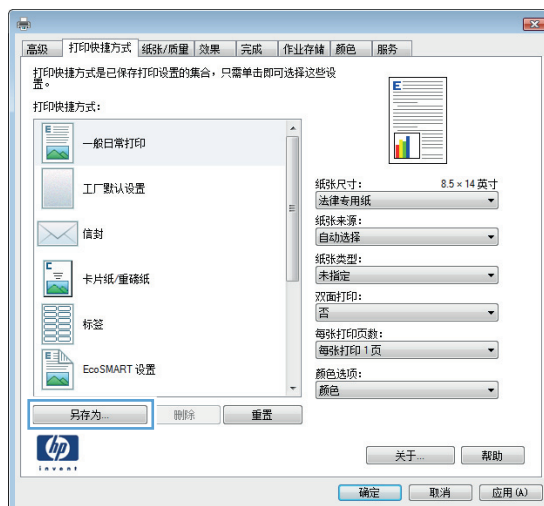 高级 打印快捷方式 纸张/质量 效果 完成 作业存储 颜色 服务
打印快捷方式是已保存打印设置的集合，只需单击即可选择这些设
置。
打印快捷方式：
一般日常打印
工厂默认设置
信封
卡片纸/重磅纸
标签
EcoSMART 设置
另存为... 删除 重置
E
纸张尺寸： 8.5 × 14 英寸
法律专用纸
纸张来源：
自动选择
纸张类型：
未指定
双面打印：
否
每张打印页数：
每张打印 1 页
颜色选项：
颜色
hp
invent
关于... 帮助
确定 取消 应用 (A)